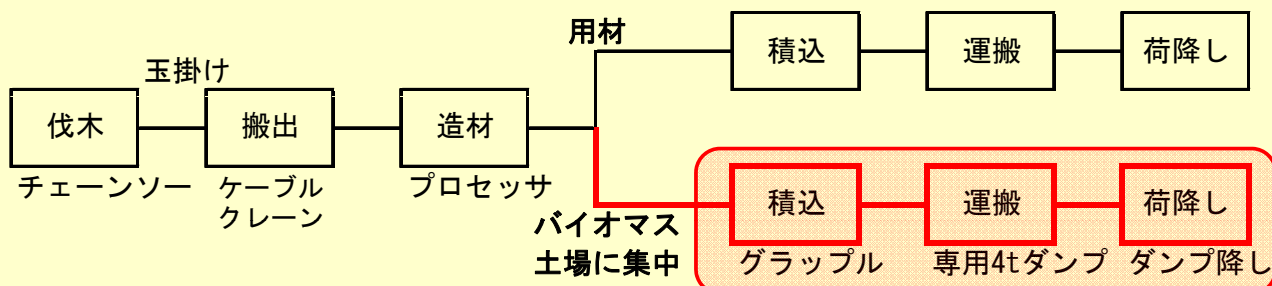 用材
積込
運搬
荷降し
玉掛け
伐木
搬出
造材
チェーンソー
ケーブル
クレーン
プロセッサ
バイオマス
土場に集中
積込
運搬
荷降し
グラップル
専用4tダンプ
ダンプ降し